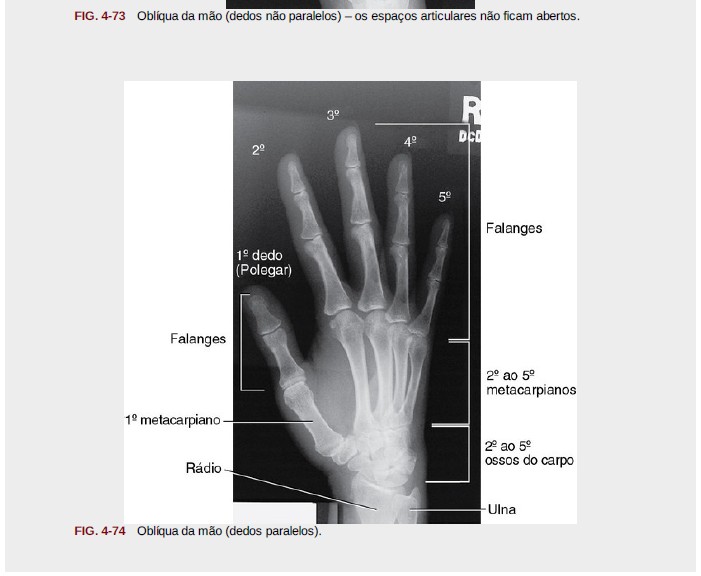 FIG. 4-73 Oblíqua da mão (dedos não paralelos) – os espaços articulares não ficam abertos.
3º
R
DCD
2º
4º
5º
Falanges
1º dedo
(Polegar)
Falanges
2º ao 5º
metacarpianos
1º metacarpiano
2º ao 5º
ossos do carpo
Rádio
Ulna
FIG. 4-74 Oblíqua da mão (dedos paralelos).